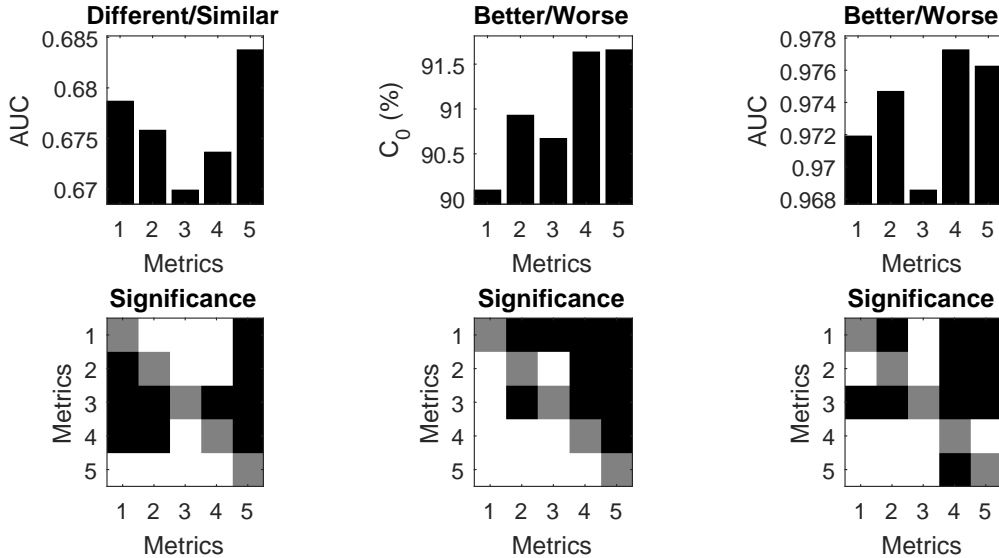 Different/Similar
0.685
0.68
0.675
0.67
AUC
1 2 3 4 5
Metrics
Better/Worse
91.5
91
90.5
90
C_0 (%)
1 2 3 4 5
Metrics
Better/Worse
0.978
0.976
0.974
0.972
0.97
0.968
AUC
1 2 3 4 5
Metrics
Significance
1
2
3
4
5
Metrics
1 2 3 4 5
Metrics
Significance
1
2
3
4
5
Metrics
1 2 3 4 5
Metrics
Significance
1
2
3
4
5
Metrics
1 2 3 4 5
Metrics